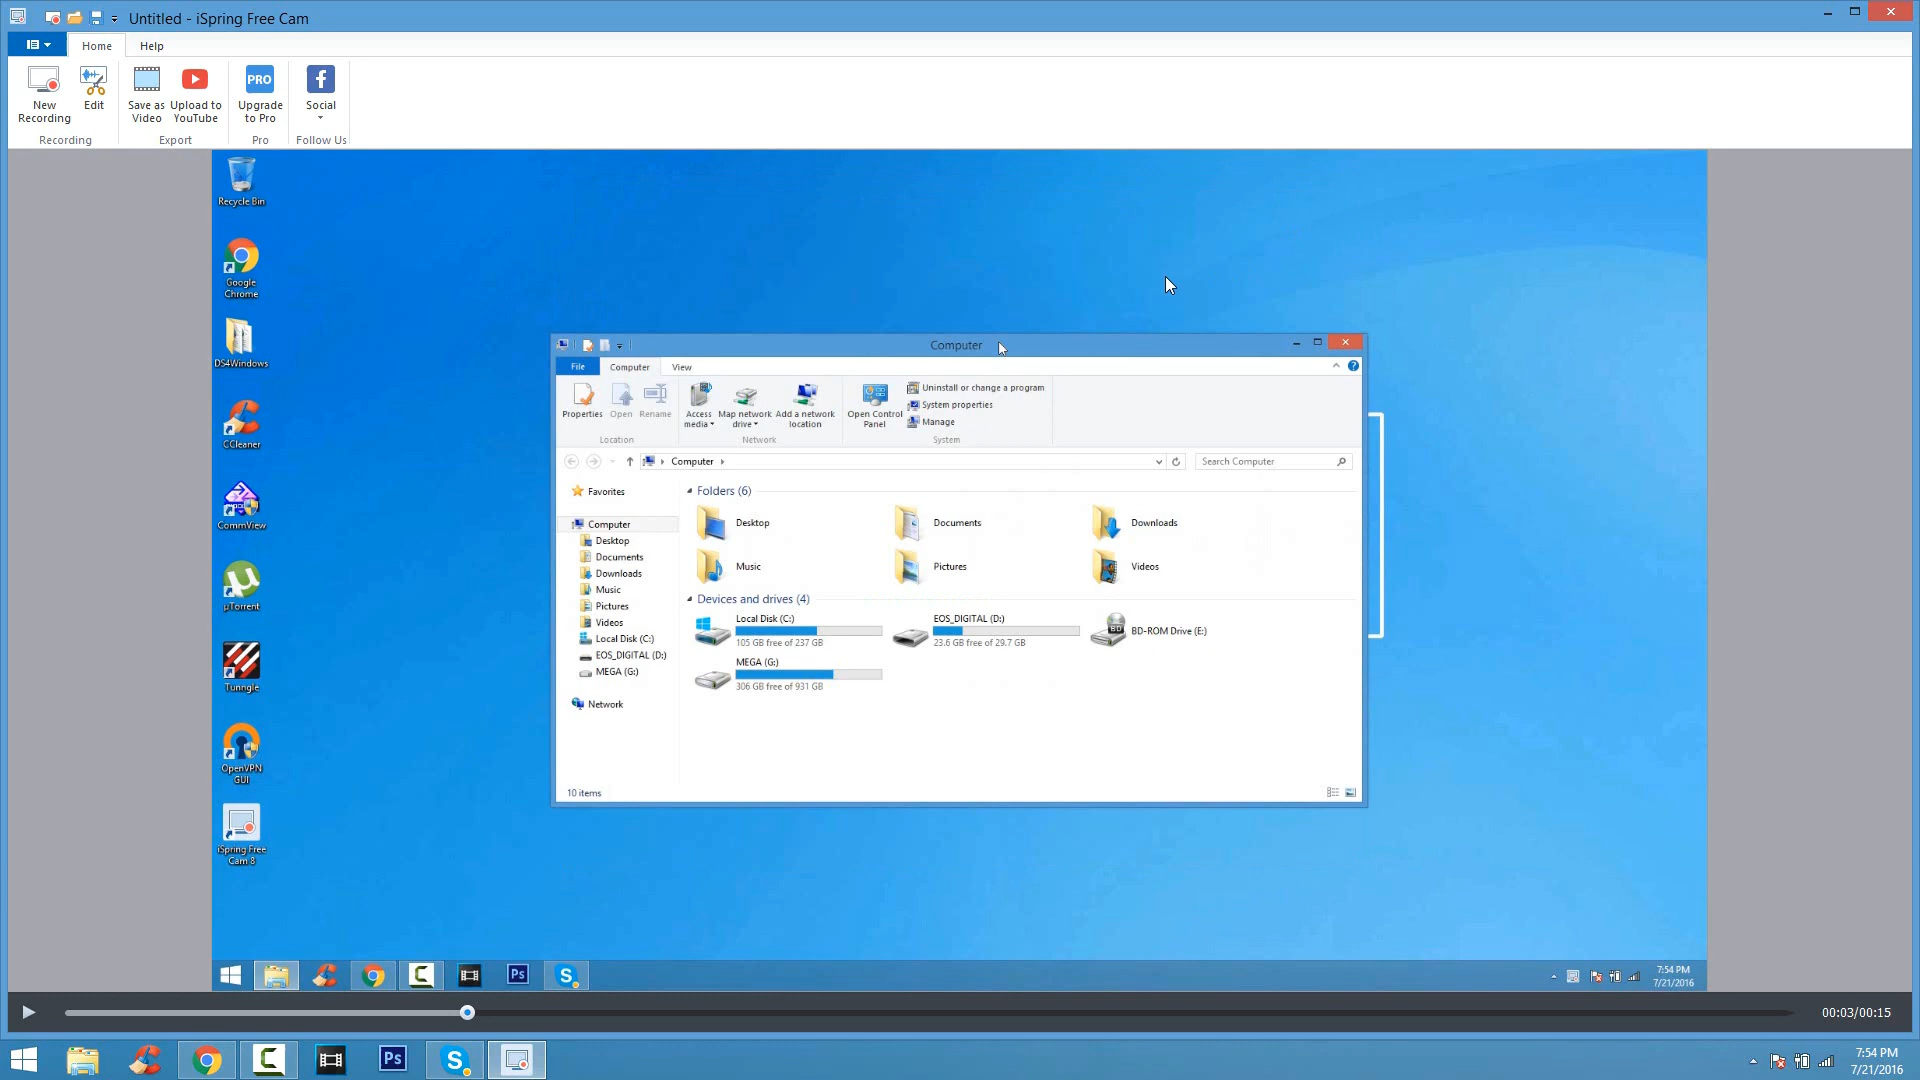 Untitled - iSpring Free Cam
Home
Help
New
Recording
Edit
Save as
Video
Upload to
YouTube
PRO
Upgrade
to Pro
Social
Recording
Export
Pro
Follow Us
Recycle Bin
Google
Chrome
DS4Windows
CCleaner
CommView
µTorrent
Tunngle
OpenVPN
GUI
iSpring Free
Cam 8
Computer
File
Computer
View
Properties
Open
Rename
Access
media
Map network
drive
Add a network
location
Open Control
Panel
Uninstall or change a program
System properties
Manage
Location
Network
System
Computer
Search Computer
Favorites
Computer
Desktop
Documents
Downloads
Music
Pictures
Videos
Local Disk (C:)
EOS_DIGITAL (D:)
MEGA (G:)
Network
Folders (6)
Desktop
Documents
Downloads
Music
Pictures
Videos
Devices and drives (4)
Local Disk (C:)
105 GB free of 237 GB
EOS_DIGITAL (D:)
23.6 GB free of 29.7 GB
BD
BD-ROM Drive (E:)
MEGA (G:)
306 GB free of 931 GB
10 items
Ps
7:54 PM
7/21/2016
00:03/00:15
Ps
7:54 PM
7/21/2016